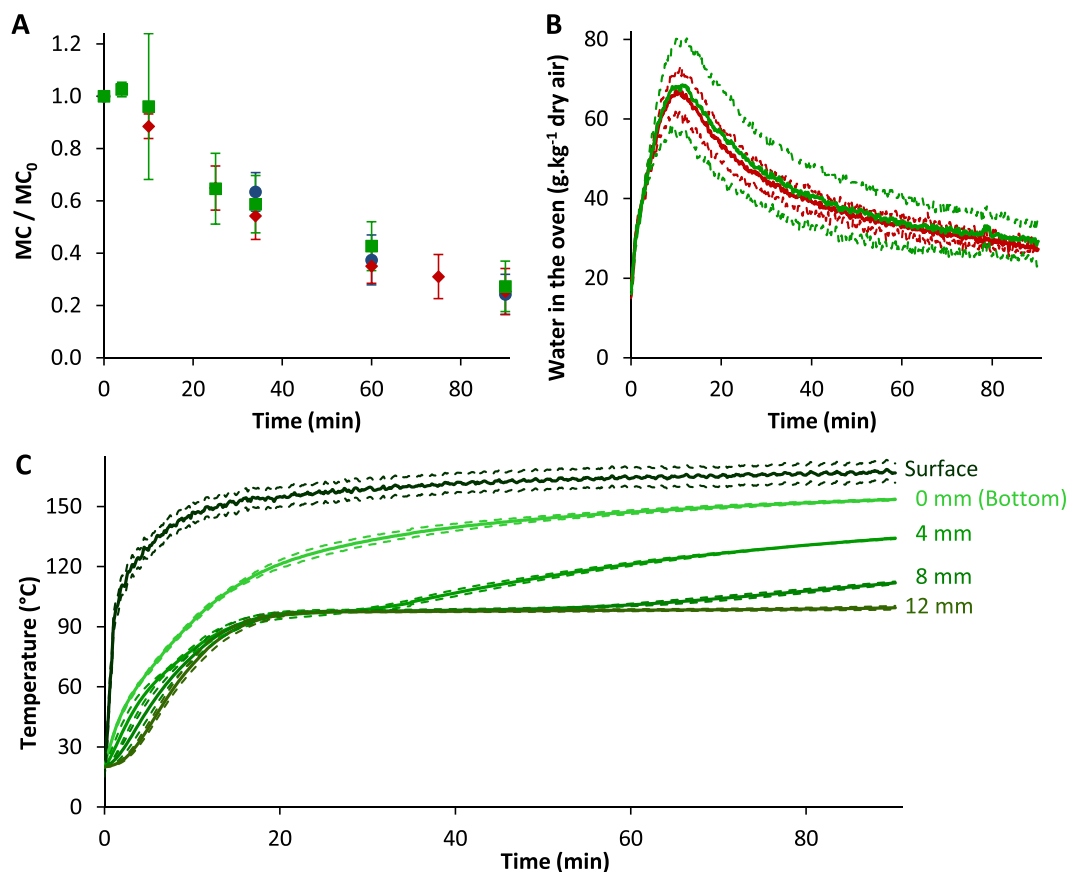 A
MC / MC₀
1.2
1.0
0.8
0.6
0.4
0.2
0.0
0 20 40 60 80
Time (min)
B
Water in the oven (g.kg⁻¹ dry air)
80
60
40
20
0
0 20 40 60 80
Time (min)
C
Temperature (°C)
150
120
90
60
30
0
0 20 40 60 80
Time (min)
Surface
0 mm (Bottom)
4 mm
8 mm
12 mm